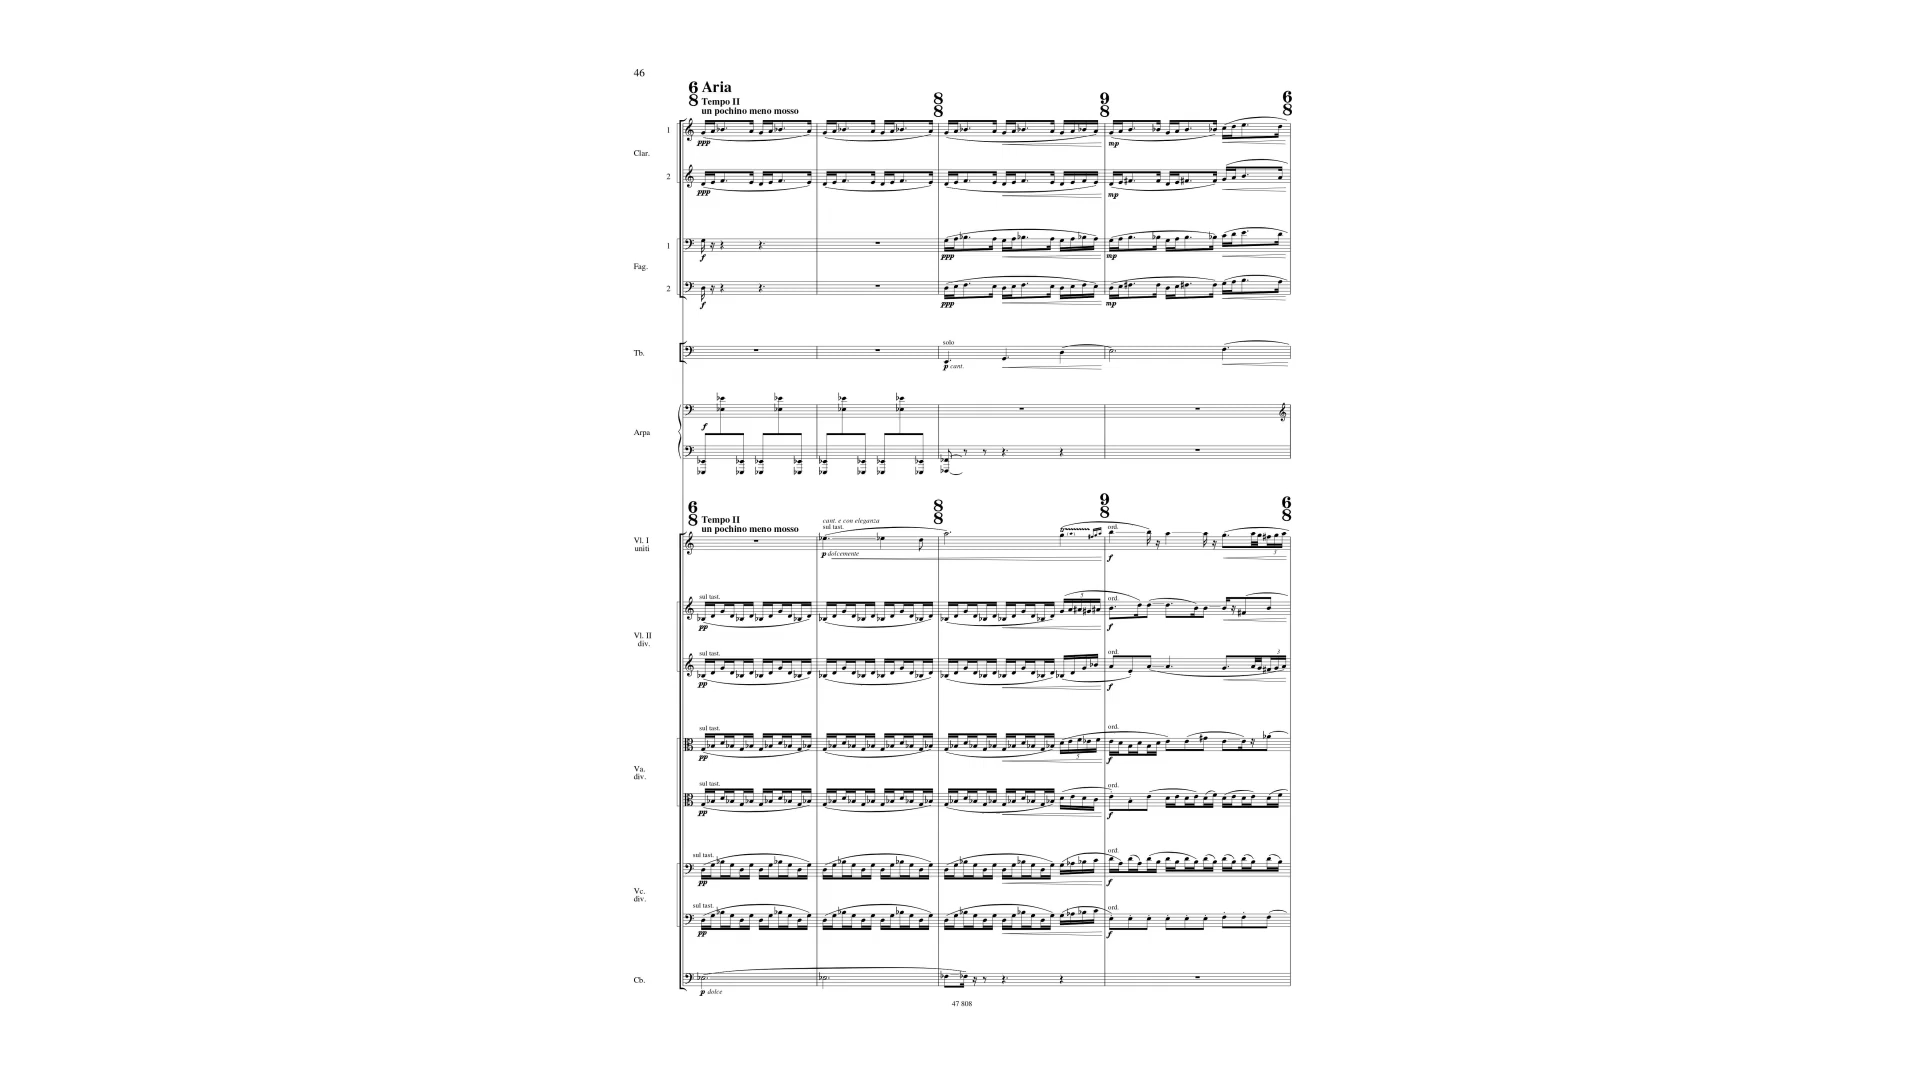 46
6 Aria
8 Tempo II
un pochino meno mosso
8
8
9
8
6
8
1
ppp
mp
Clar.
2
ppp
mp
1
f
ppp
mp
Fag.
2
f
ppp
mp
solo
Tb.
p cant.
f
Arpa
6
8 Tempo II
un pochino meno mosso
cant. e con eleganza
sul tast.
8
8
9
8
6
8
ord.
Vl. I
uniti
p dolcemente
f
3
sul tast.
5
ord.
pp
f
Vl. II
div.
sul tast.
ord.
3
pp
f
sul tast.
ord.
pp
5
f
Va.
div.
sul tast.
ord.
pp
f
sul tast.
ord.
pp
f
Vc.
div.
sul tast.
ord.
pp
f
Cb.
p dolce
47 808